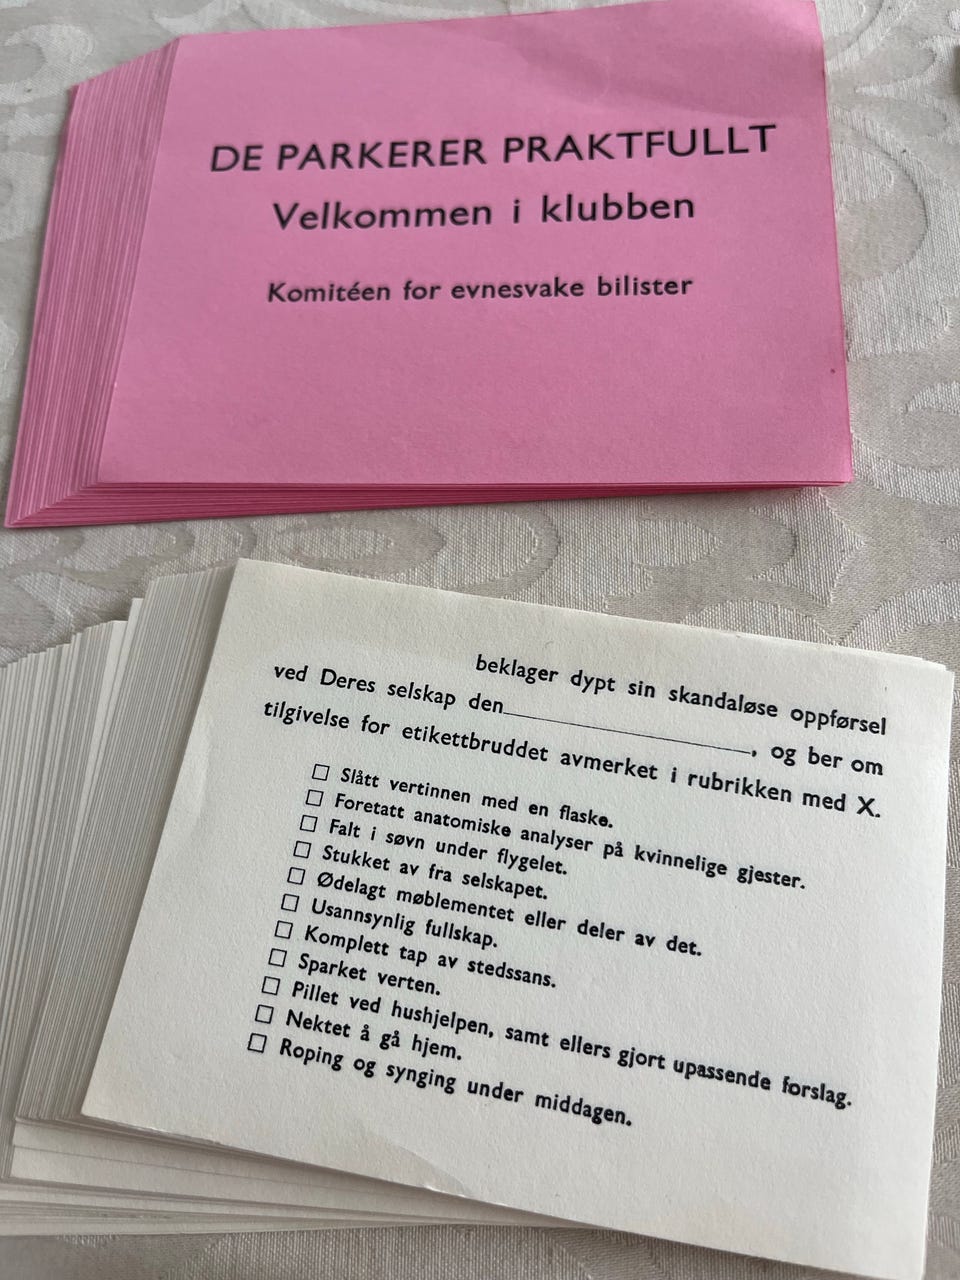 DE PARKERER PRAKTFULLT
Velkommen i klubben
Komitéen for evnesvake bilister
beklager dypt sin skandaløse oppførsel
ved Deres selskap den____________________, og ber om
tilgivelse for etikettbruddet avmerket i rubrikken med X.
☐ Slått vertinnen med en flaske.
☐ Foretatt anatomiske analyser på kvinnelige gjester.
☐ Falt i søvn under flygelet.
☐ Stukket av fra selskapet.
☐ Ødelagt møblementet eller deler av det.
☐ Usannsynlig fullskap.
☐ Komplett tap av stedssans.
☐ Sparket verten.
☐ Pillet ved hushjelpen, samt ellers gjort upassende forslag.
☐ Nektet å gå hjem.
☐ Roping og synging under middagen.